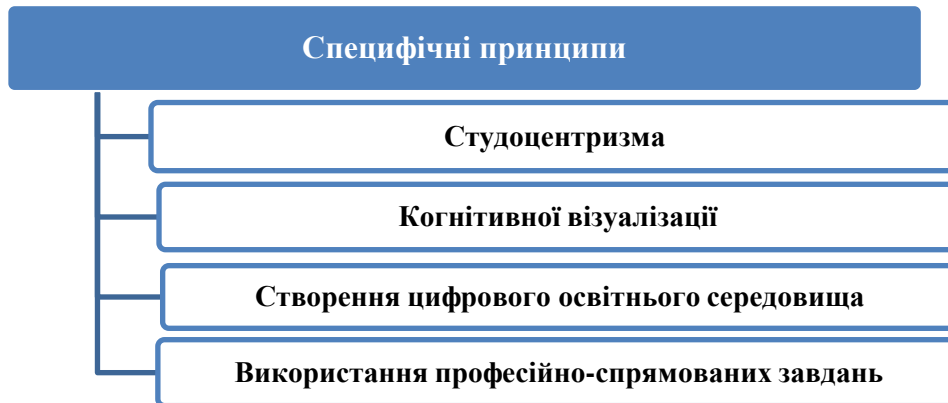 Специфічні принципи
Студоцентризма
Когнітивної візуалізації
Створення цифрового освітнього середовища
Використання професійно-спрямованих завдань